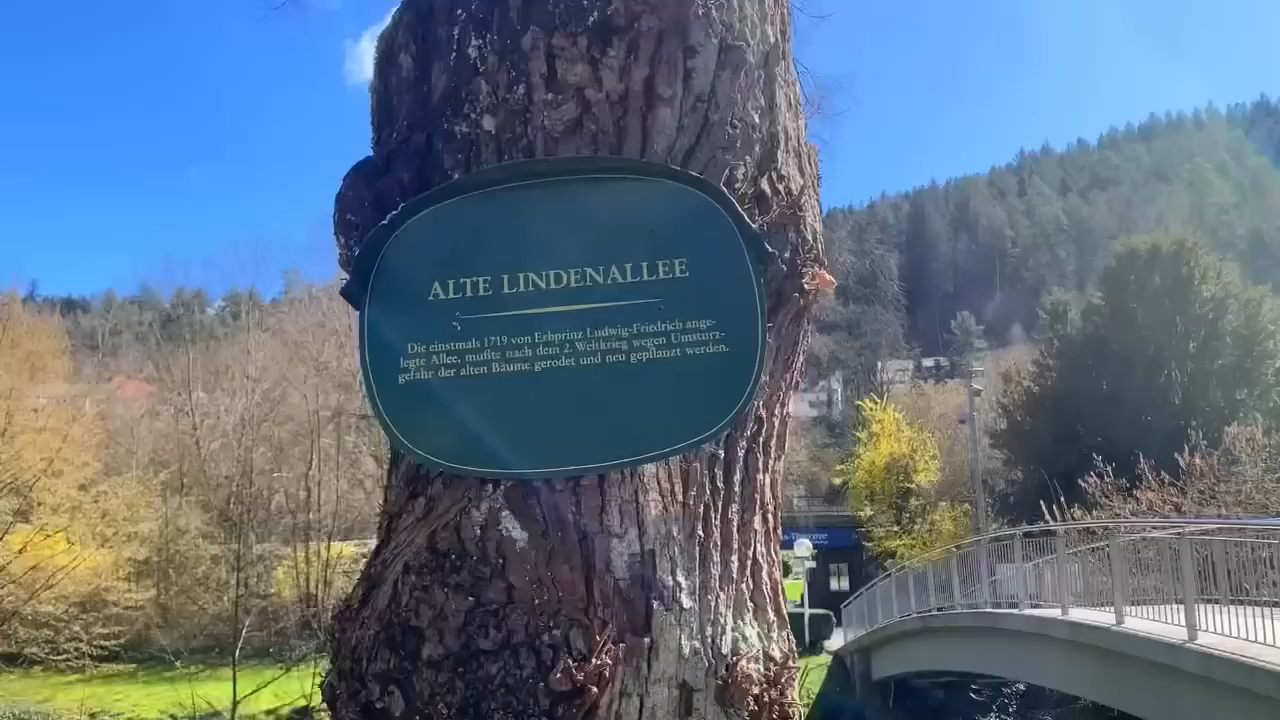 ALTE LINDENALLEE
Die einstmals 1719 von Erbprinz Ludwig-Friedrich ange-
legte Allee, mußte nach dem 2. Weltkrieg wegen Umsturz-
gefahr der alten Bäume gerodet und neu gepflanzt werden.